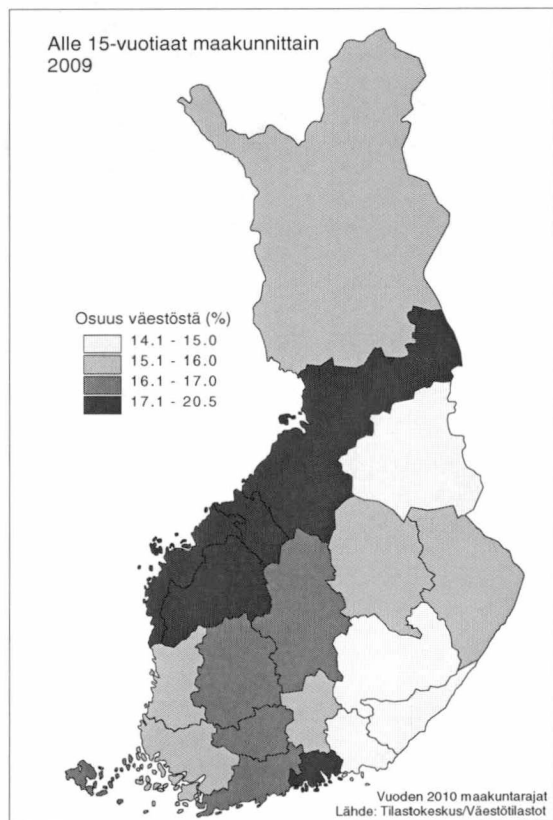 Alle 15-vuotiaat maakunnittain
2009
Osuus väestöstä (%)
14.1 - 15.0
15.1 - 16.0
16.1 - 17.0
17.1 - 20.5
Vuoden 2010 maakuntarajat
Lähde: Tilastokeskus/Väestötilastot